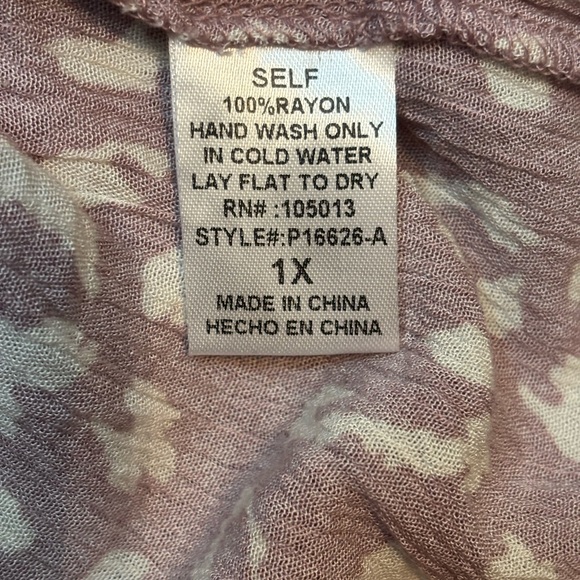 SELF
100%RAYON
HAND WASH ONLY
IN COLD WATER
LAY FLAT TO DRY
RN# :105013
STYLE#:P16626-A
1X
MADE IN CHINA
HECHO EN CHINA